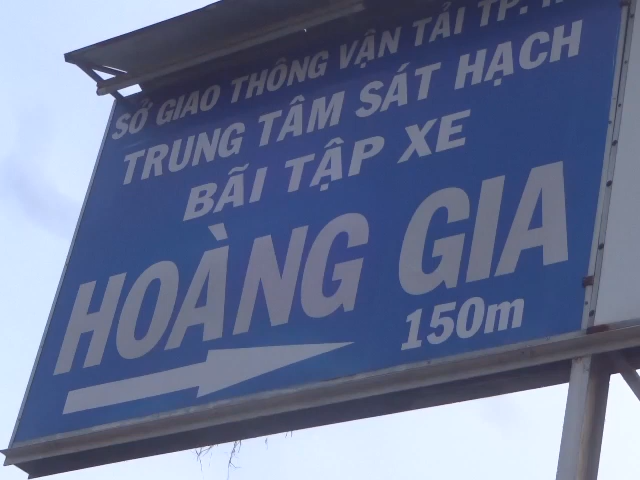 SỞ GIAO THÔNG VẬN TẢI TP.
TRUNG TÂM SÁT HẠCH
BÃI TẬP XE
HOÀNG GIA
150m